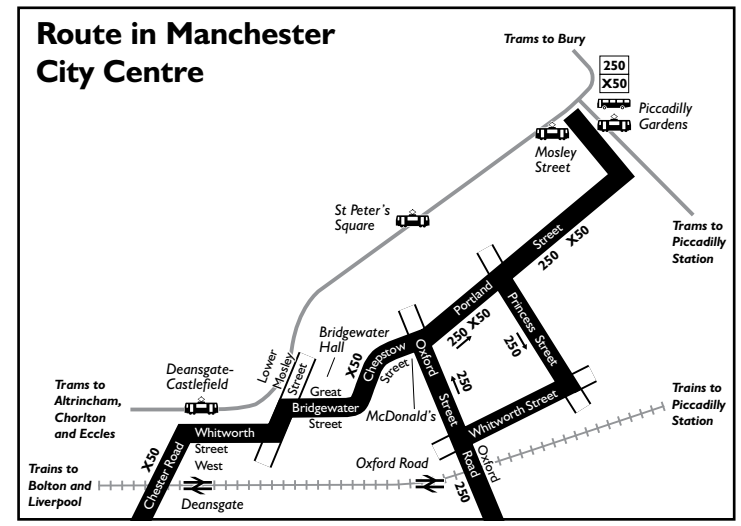 Route in Manchester
City Centre
Trams to Bury
250
X50
Piccadilly
Gardens
Mosley
Street
St Peter's
Square
Trams to
Piccadilly
Station
Street
250 X50
Portland
250 X50
Princess Street
250
Bridgewater
Hall
X50
Chepstow
Street
Oxford
Street
250
Lower
Mosley
Street
Deansgate-
Castlefield
Great
Bridgewater
Street
McDonald's
Whitworth Street
Trams to
Altrincham,
Chorlton
and Eccles
Trains to
Piccadilly
Station
Whitworth
Street
West
X50
Chester Road
Oxford Road
Oxford
Road
250
Trains to
Bolton and
Liverpool
Deansgate